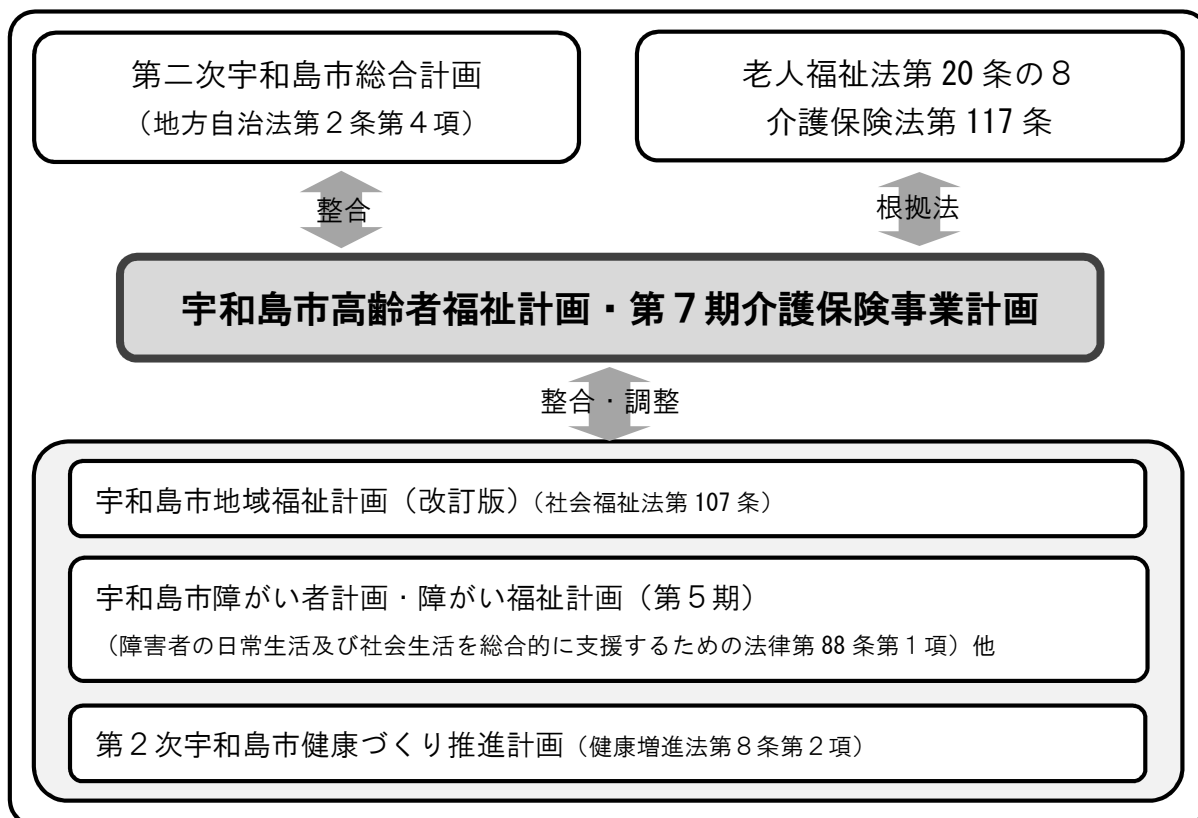 第二次宇和島市総合計画
（地方自治法第２条第４項）
老人福祉法第 20 条の８
介護保険法第 117 条
整合
根拠法
宇和島市高齢者福祉計画・第７期介護保険事業計画
整合・調整
宇和島市地域福祉計画（改訂版）（社会福祉法第 107 条）
宇和島市障がい者計画・障がい福祉計画（第５期）
（障害者の日常生活及び社会生活を総合的に支援するための法律第 88 条第１項）他
第２次宇和島市健康づくり推進計画（健康増進法第８条第２項）